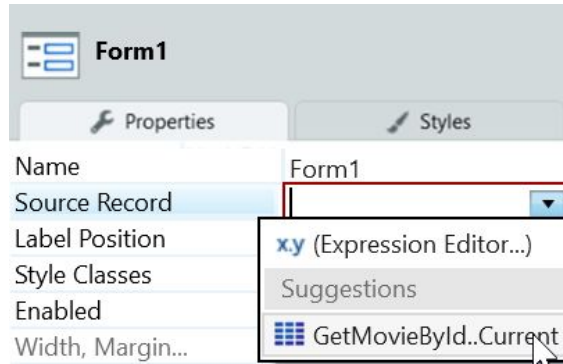 Form1
Properties Styles
Name Form1
Source Record
Label Position
x.y (Expression Editor...)
Style Classes
Suggestions
Enabled
GetMovieById..Current
Width, Margin...